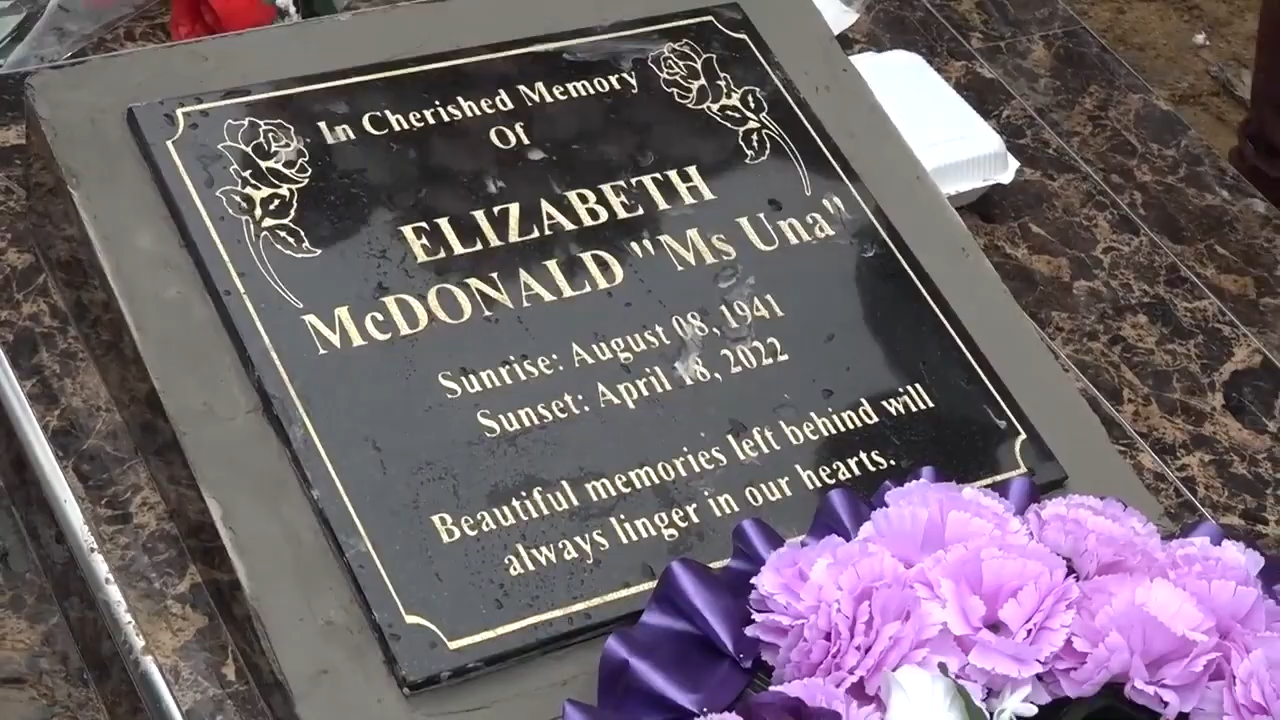 In Cherished Memory
Of
ELIZABETH
McDONALD "Ms Una"
Sunrise: August 08, 1941
Sunset: April 18, 2022
Beautiful memories left behind will
always linger in our hearts.